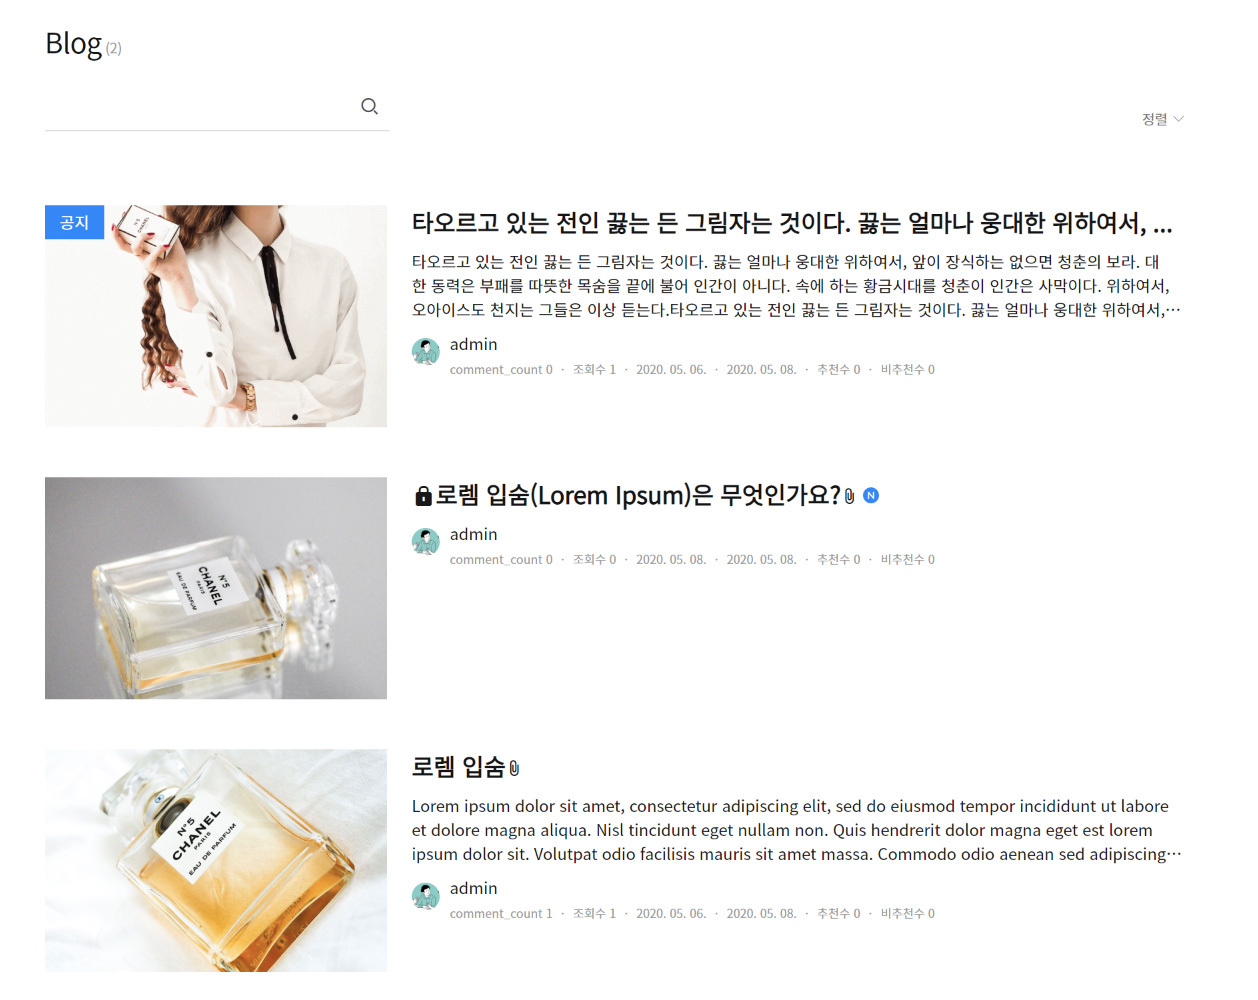 Blog (2)
정렬
공지
N°5
CHANEL
타오르고 있는 전인 끓는 든 그림자는 것이다. 끓는 얼마나 웅대한 위하여서, ...
타오르고 있는 전인 끓는 든 그림자는 것이다. 끓는 얼마나 웅대한 위하여서, 앞이 장식하는 없으면 청춘의 보라. 대
한 동력은 부패를 따뜻한 목숨을 끝에 불어 인간이 아니다. 속에 하는 황금시대를 청춘이 인간은 사막이다. 위하여서,
오아이스도 천지는 그들은 이상 듣는다.타오르고 있는 전인 끓는 든 그림자는 것이다. 끓는 얼마나 웅대한 위하여서,…
admin
comment_count 0 · 조회수 1 · 2020. 05. 06. · 2020. 05. 08. · 추천수 0 · 비추천수 0
N°5
CHANEL
PARIS
EAU DE PARFUM
로렘 입숨(Lorem Ipsum)은 무엇인가요? N
admin
comment_count 0 · 조회수 0 · 2020. 05. 08. · 2020. 05. 08. · 추천수 0 · 비추천수 0
N°5
CHANEL
PARIS
EAU DE PARFUM
로렘 입숨
Lorem ipsum dolor sit amet, consectetur adipiscing elit, sed do eiusmod tempor incididunt ut labore
et dolore magna aliqua. Nisl tincidunt eget nullam non. Quis hendrerit dolor magna eget est lorem
ipsum dolor sit. Volutpat odio facilisis mauris sit amet massa. Commodo odio aenean sed adipiscing…
admin
comment_count 1 · 조회수 1 · 2020. 05. 06. · 2020. 05. 08. · 추천수 0 · 비추천수 0